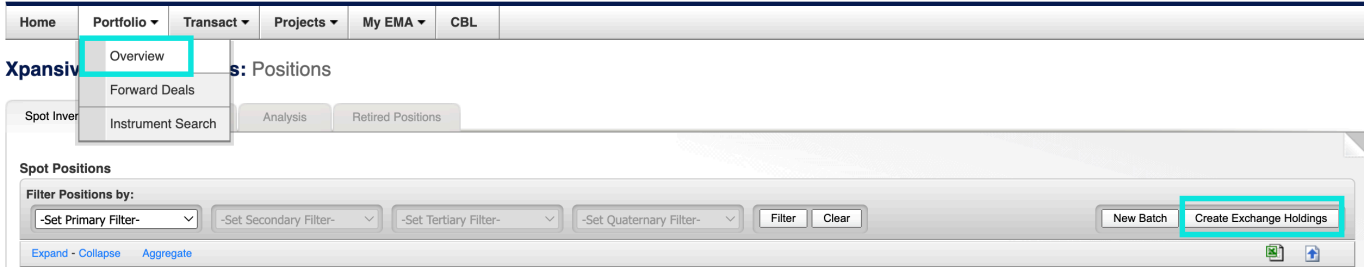 Home Portfolio Transact Projects My EMA CBL
Overview
Xpansiv s: Positions
Forward Deals
Spot Inver Analysis Retired Positions
Instrument Search
Spot Positions
Filter Positions by:
-Set Primary Filter- -Set Secondary Filter- -Set Tertiary Filter- -Set Quaternary Filter- Filter Clear New Batch Create Exchange Holdings
Expand - Collapse Aggregate